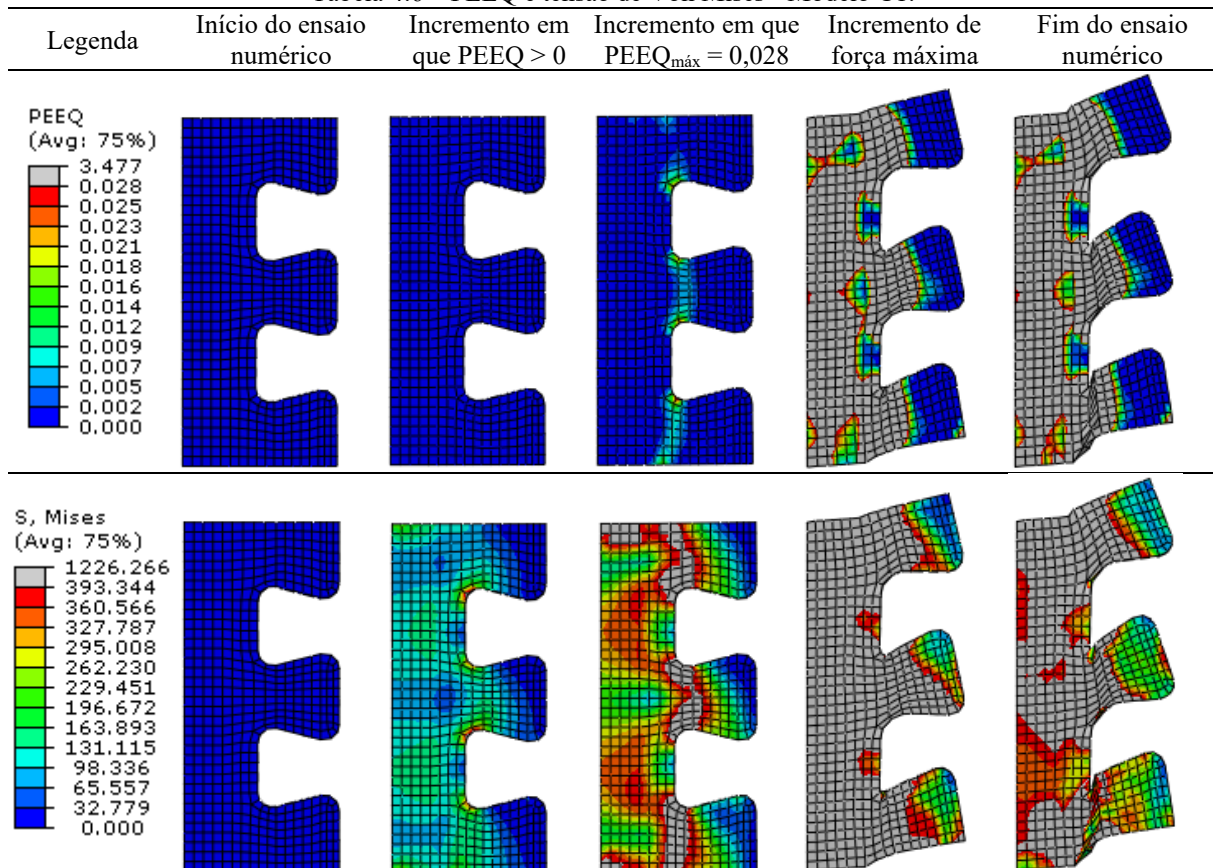 Legenda
Início do ensaio
numérico
Incremento em
que PEEQ > 0
Incremento em que
PEEQmáx = 0,028
Incremento de
força máxima
Fim do ensaio
numérico
PEEQ
(Avg: 75%)
3.477
0.028
0.025
0.023
0.021
0.018
0.016
0.014
0.012
0.009
0.007
0.005
0.002
0.000
S, Mises
(Avg: 75%)
1226.266
393.344
360.566
327.787
295.008
262.230
229.451
196.672
163.893
131.115
98.336
65.557
32.779
0.000